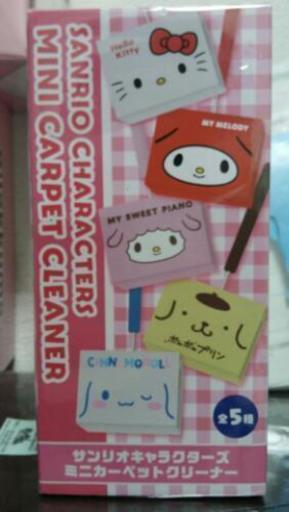 SANRIO CHARACTERS
MINI CARPET CLEANER
Hello
Kitty
MY MELODY
MY SWEET PIANO
ポムポムプリン
CINNAMOROLL
全5種
サンリオキャラクターズ
ミニカーペットクリーナー